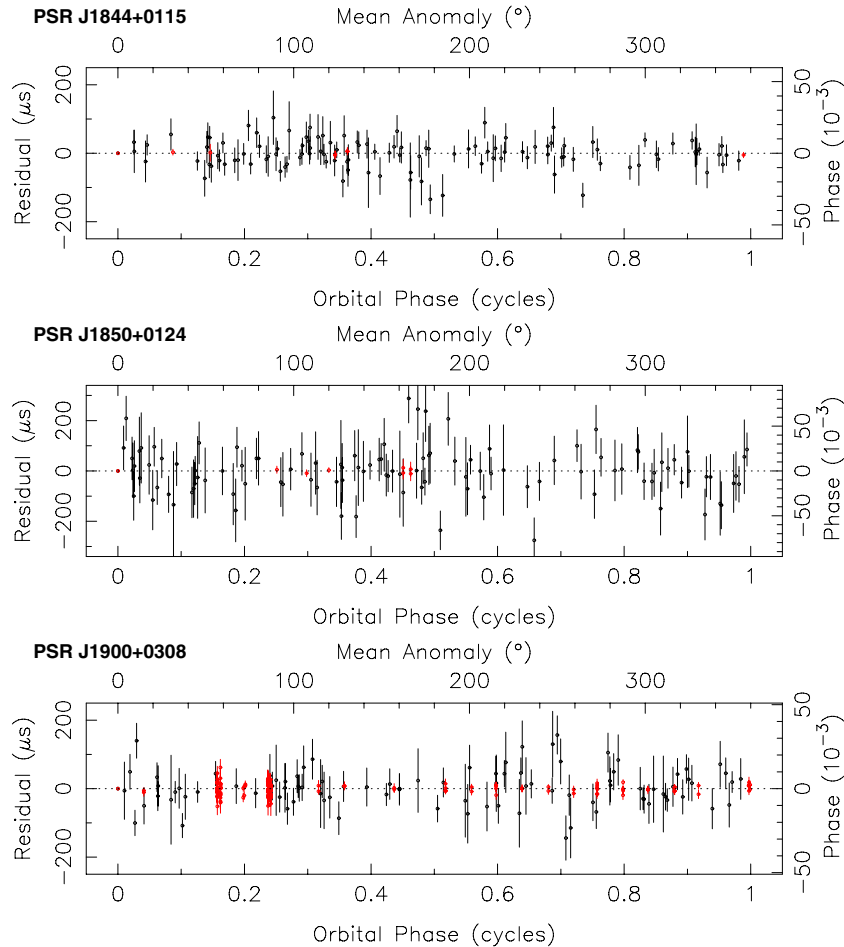 PSR J1844+0115
Mean Anomaly (°)
0 100 200 300
Residual (μs)
200
0
−200
50
0
−50
Phase (10⁻³)
0 0.2 0.4 0.6 0.8 1
Orbital Phase (cycles)
PSR J1850+0124
Mean Anomaly (°)
0 100 200 300
Residual (μs)
200
0
−200
50
0
−50
Phase (10⁻³)
0 0.2 0.4 0.6 0.8 1
Orbital Phase (cycles)
PSR J1900+0308
Mean Anomaly (°)
0 100 200 300
Residual (μs)
200
0
−200
50
0
−50
Phase (10⁻³)
0 0.2 0.4 0.6 0.8 1
Orbital Phase (cycles)